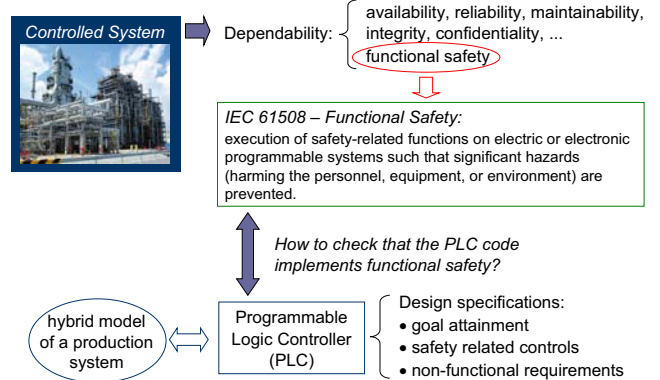 Controlled System
Dependability:
availability, reliability, maintainability,
integrity, confidentiality, ...
functional safety
IEC 61508 – Functional Safety:
execution of safety-related functions on electric or electronic
programmable systems such that significant hazards
(harming the personnel, equipment, or environment) are
prevented.
How to check that the PLC code
implements functional safety?
hybrid model
of a production
system
Programmable
Logic Controller
(PLC)
Design specifications:
• goal attainment
• safety related controls
• non-functional requirements